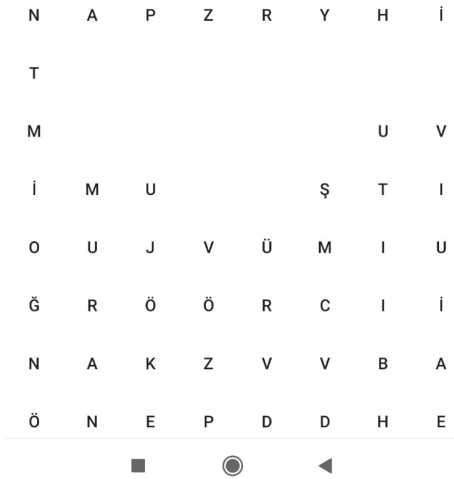 N A P Z R Y H İ
T
M U V
İ M U Ş T I
O U J V Ü M I U
Ğ R Ö Ö R C I İ
N A K Z V V B A
Ö N E P D D H E